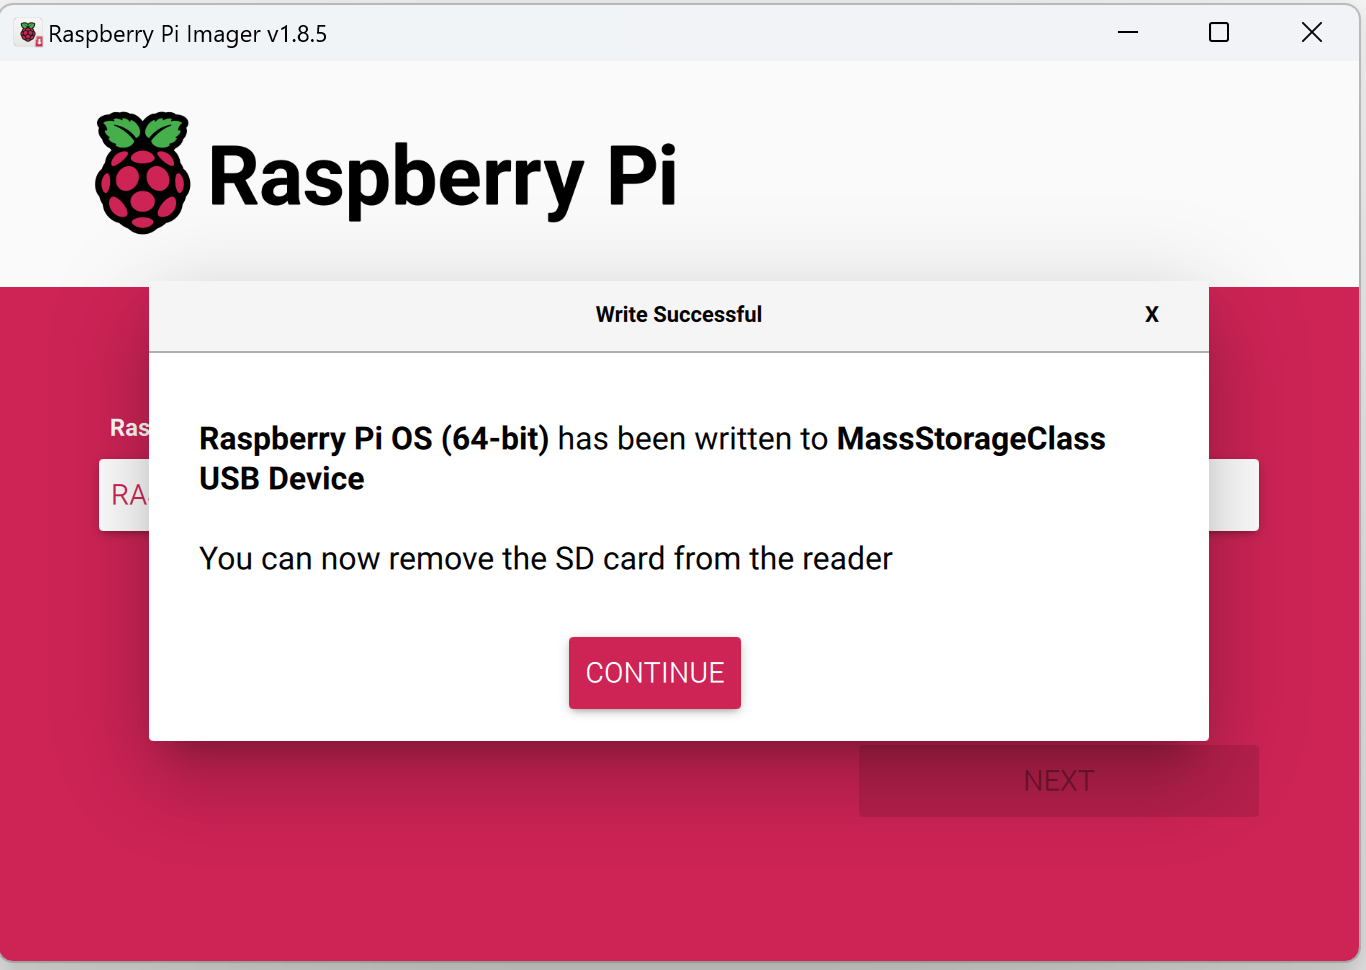 Raspberry Pi Imager v1.8.5
Raspberry Pi
Write Successful
X
Raspberry Pi OS (64-bit) has been written to MassStorageClass
USB Device
You can now remove the SD card from the reader
CONTINUE
Ras
RA
NEXT